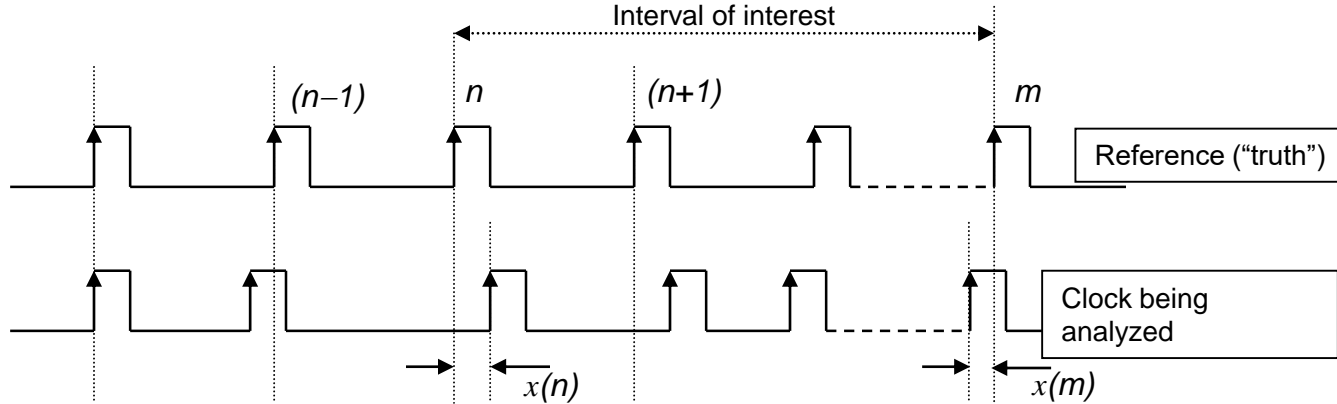 Interval of interest
(n−1)
n
(n+1)
m
Reference (“truth”)
Clock being
analyzed
x(n)
x(m)